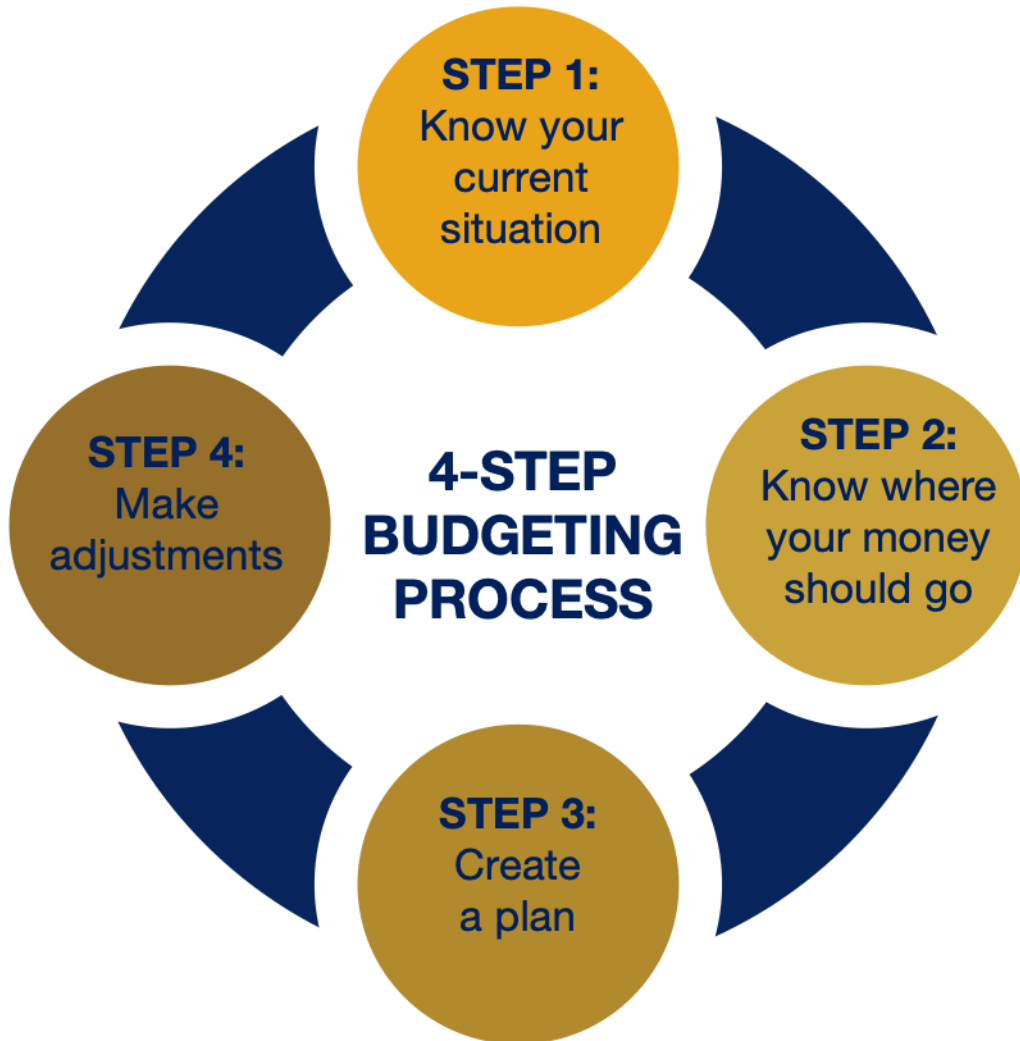 STEP 1:
Know your
current
situation
STEP 2:
Know where
your money
should go
STEP 3:
Create
a plan
STEP 4:
Make
adjustments
4-STEP
BUDGETING
PROCESS